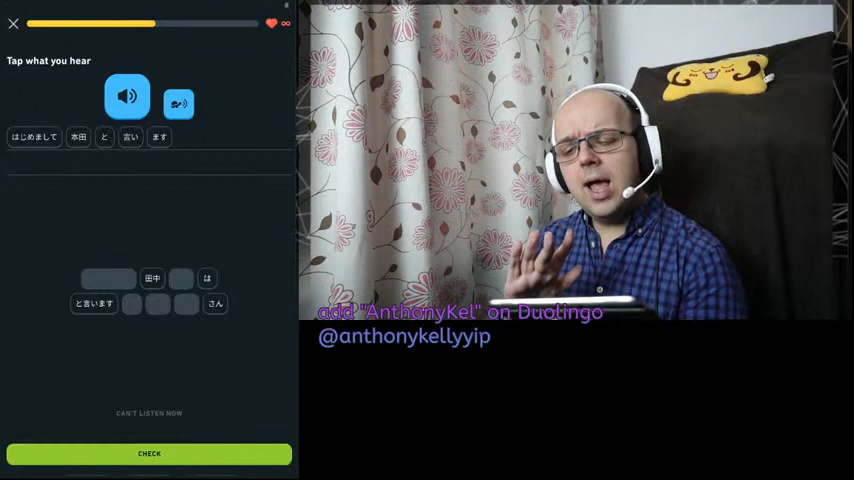 Tap what you hear
はじめまして 本田 と 言い ます
田中 は
と言います さん
CAN'T LISTEN NOW
CHECK
add "AnthonyKel" on Duolingo
@anthonykellyyip